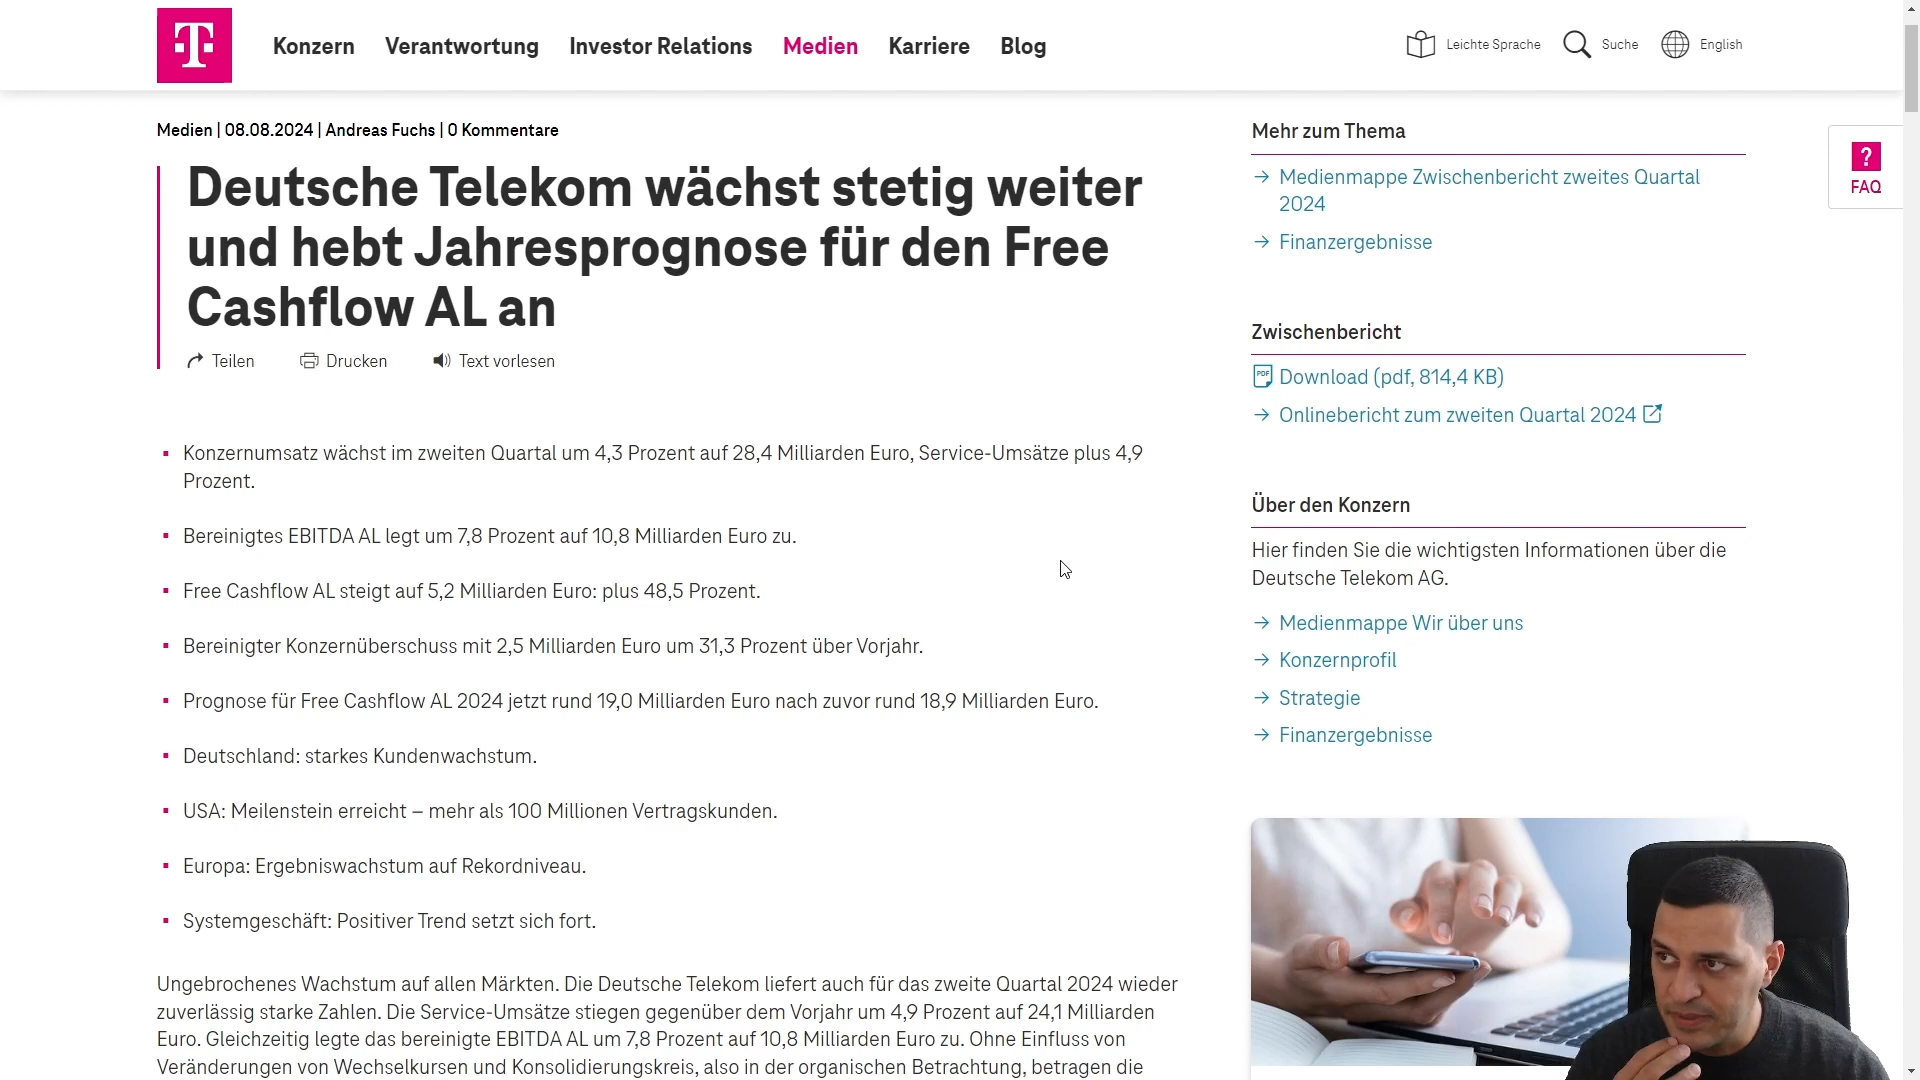 T
Konzern Verantwortung Investor Relations Medien Karriere Blog
Leichte Sprache Suche English
Medien | 08.08.2024 | Andreas Fuchs | 0 Kommentare
Deutsche Telekom wächst stetig weiter
und hebt Jahresprognose für den Free
Cashflow AL an
Teilen Drucken Text vorlesen
Konzernumsatz wächst im zweiten Quartal um 4,3 Prozent auf 28,4 Milliarden Euro, Service-Umsätze plus 4,9
Prozent.
Bereinigtes EBITDA AL legt um 7,8 Prozent auf 10,8 Milliarden Euro zu.
Free Cashflow AL steigt auf 5,2 Milliarden Euro: plus 48,5 Prozent.
Bereinigter Konzernüberschuss mit 2,5 Milliarden Euro um 31,3 Prozent über Vorjahr.
Prognose für Free Cashflow AL 2024 jetzt rund 19,0 Milliarden Euro nach zuvor rund 18,9 Milliarden Euro.
Deutschland: starkes Kundenwachstum.
USA: Meilenstein erreicht – mehr als 100 Millionen Vertragskunden.
Europa: Ergebniswachstum auf Rekordniveau.
Systemgeschäft: Positiver Trend setzt sich fort.
Ungebrochenes Wachstum auf allen Märkten. Die Deutsche Telekom liefert auch für das zweite Quartal 2024 wieder
zuverlässig starke Zahlen. Die Service-Umsätze stiegen gegenüber dem Vorjahr um 4,9 Prozent auf 24,1 Milliarden
Euro. Gleichzeitig legte das bereinigte EBITDA AL um 7,8 Prozent auf 10,8 Milliarden Euro zu. Ohne Einfluss von
Veränderungen von Wechselkursen und Konsolidierungskreis, also in der organischen Betrachtung, betragen die
Mehr zum Thema
Medienmappe Zwischenbericht zweites Quartal
2024
Finanzergebnisse
Zwischenbericht
PDF Download (pdf, 814,4 KB)
Onlinebericht zum zweiten Quartal 2024
Über den Konzern
Hier finden Sie die wichtigsten Informationen über die
Deutsche Telekom AG.
Medienmappe Wir über uns
Konzernprofil
Strategie
Finanzergebnisse
?
FAQ